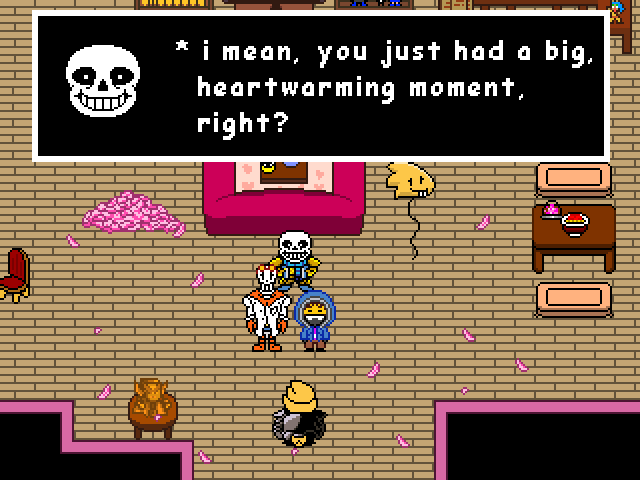 * i mean, you just had a big,
heartwarming moment,
right?